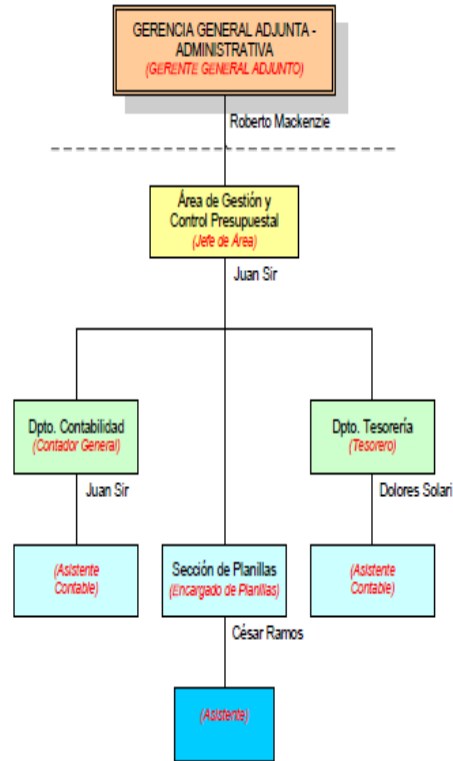 GERENCIA GENERAL ADJUNTA -
ADMINISTRATIVA
(GERENTE GENERAL ADJUNTO)
Roberto Mackenzie
Área de Gestión y
Control Presupuestal
(Jefe de Área)
Juan Sir
Dpto. Contabilidad
(Contador General)
Juan Sir
Dpto. Tesorería
(Tesorero)
Dolores Solari
(Asistente
Contable)
Sección de Planillas
(Encargado de Planillas)
César Ramos
(Asistente
Contable)
(Asistente)